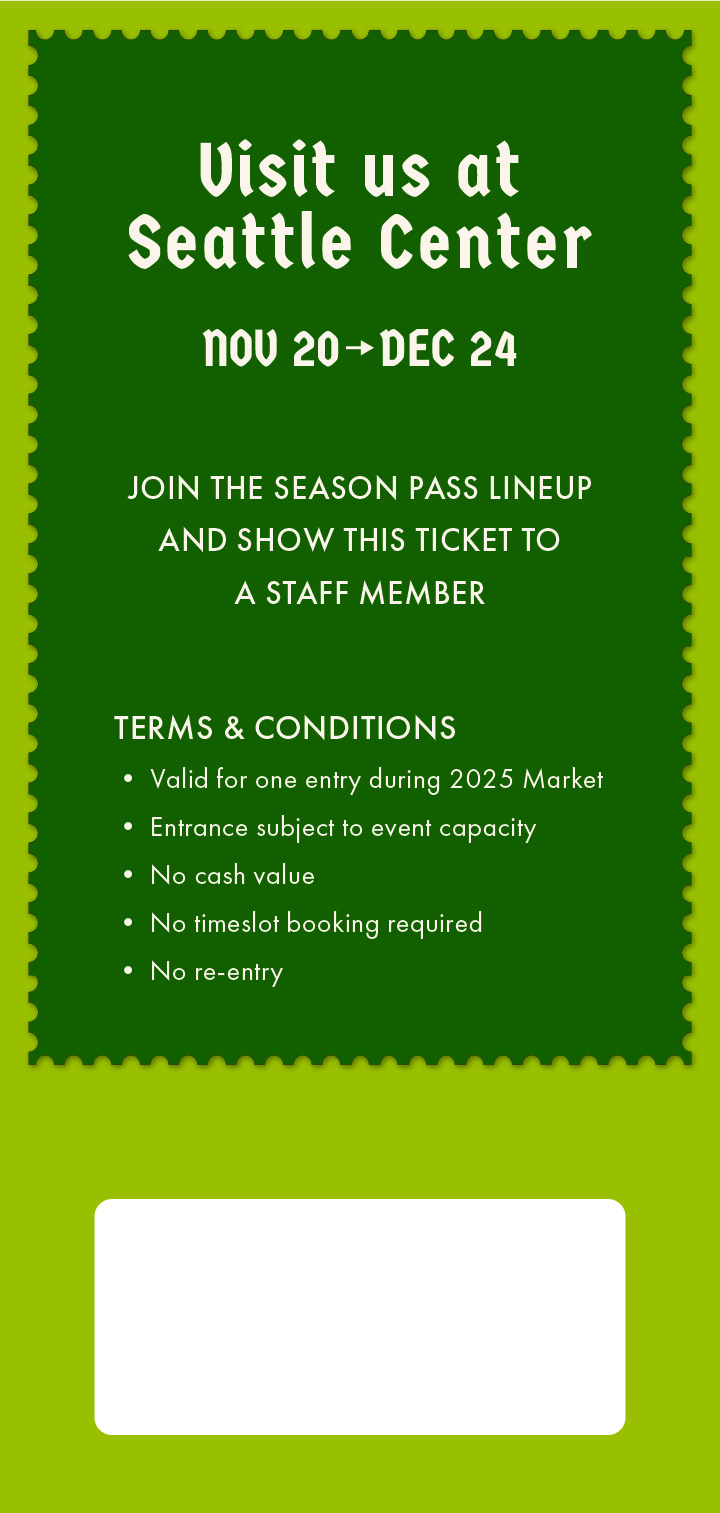 Visit us at
Seattle Center
NOV 20→DEC 24
JOIN THE SEASON PASS LINEUP
AND SHOW THIS TICKET TO
A STAFF MEMBER
TERMS & CONDITIONS
• Valid for one entry during 2025 Market
• Entrance subject to event capacity
• No cash value
• No timeslot booking required
• No re-entry